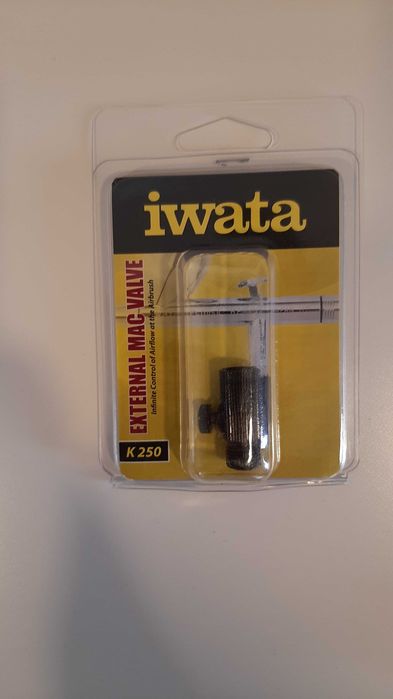 iwata
EXTERNAL MAC VALVE
Infinite Control of Airflow at the Airbrush
K 250